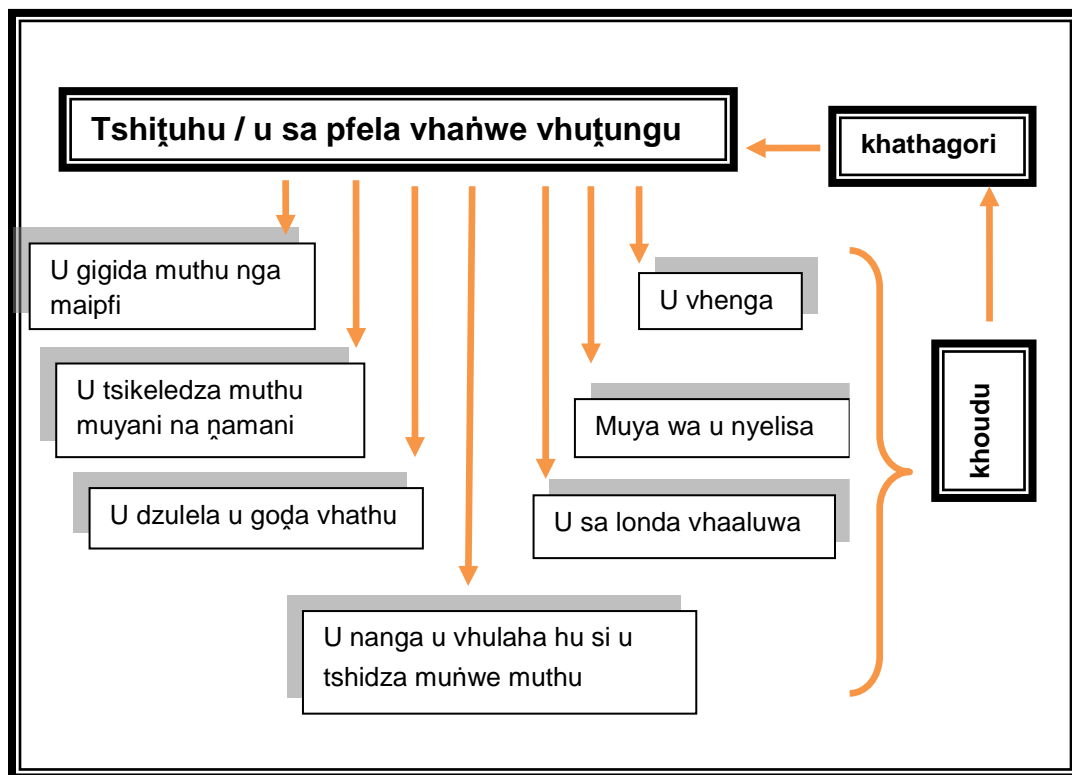 Tshiṱuhu / u sa pfela vhaṅwe vhuṱungu
khathagori
U gigida muthu nga
maipfi
U vhenga
U tsikeledza muthu
muyani na ṋamani
Muya wa u nyelisa
khoudu
U dzulela u goḓa vhathu
U sa londa vhaaluwa
U nanga u vhulaha hu si u
tshidza muṅwe muthu